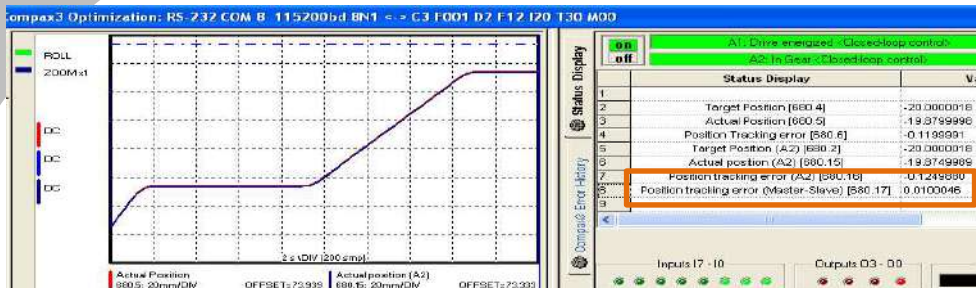 Compax3 Optimization: RS-232 COM 8 115200bd 8N1 <-> C3 F001 D2 F12 I20 T30 M00
ROLL
ZOOM x1
DC
DC
DC
2 s \DIV (200 smp)
Actual Position
680.5: 20mm/DIV OFFSET=73.939
Actual position (A2)
680.15: 20mm/DIV OFFSET=73.333
Status Display
Compax3 Error History
on
off
A1: Drive energized <Closed-loop control>
A2: In Gear <Closed-loop control>
Status Display Va
1
2 Target Position [680.4] -20.0000018
3 Actual Position [680.5] -19.8799998
4 Position Tracking error [680.6] -0.1199991
5 Target Position (A2) [680.2] -20.0000018
6 Actual postion (A2) [680.15] -19.8749989
7 Position tracking error (A2) [680.16] -0.1249880
8 Position tracking error (Master-Slave) [680.17] 0.0100046
9
Inputs I7 - I0
Outputs O3 - O0